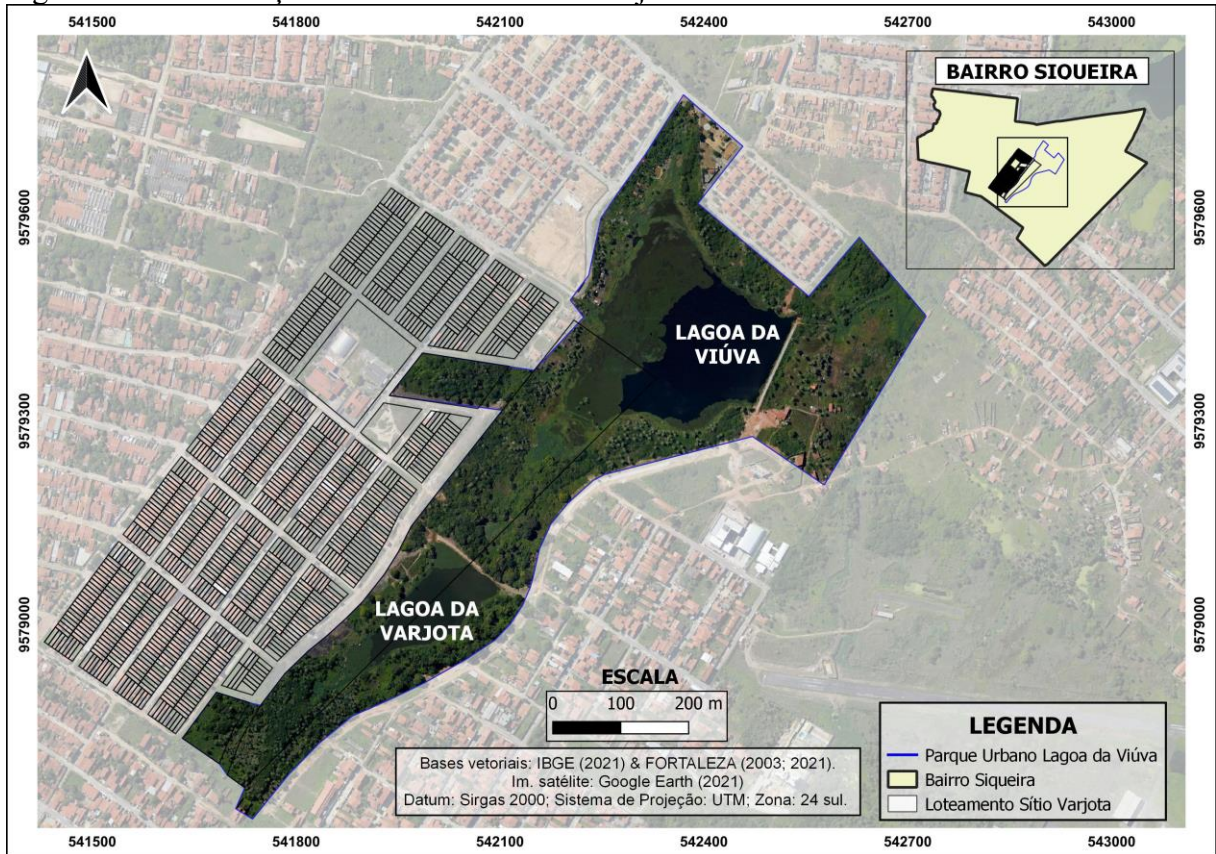 541500 541800 542100 542400 542700 543000
BAIRRO SIQUEIRA
9579600 9579600
LAGOA DA
VIÚVA
9579300 9579300
LAGOA DA
VARJOTA
9579000 9579000
ESCALA
0 100 200 m
LEGENDA
Parque Urbano Lagoa da Viúva
Bairro Siqueira
Loteamento Sítio Varjota
Bases vetoriais: IBGE (2021) & FORTALEZA (2003; 2021).
Im. satélite: Google Earth (2021)
Datum: Sirgas 2000; Sistema de Projeção: UTM; Zona: 24 sul.
541500 541800 542100 542400 542700 543000